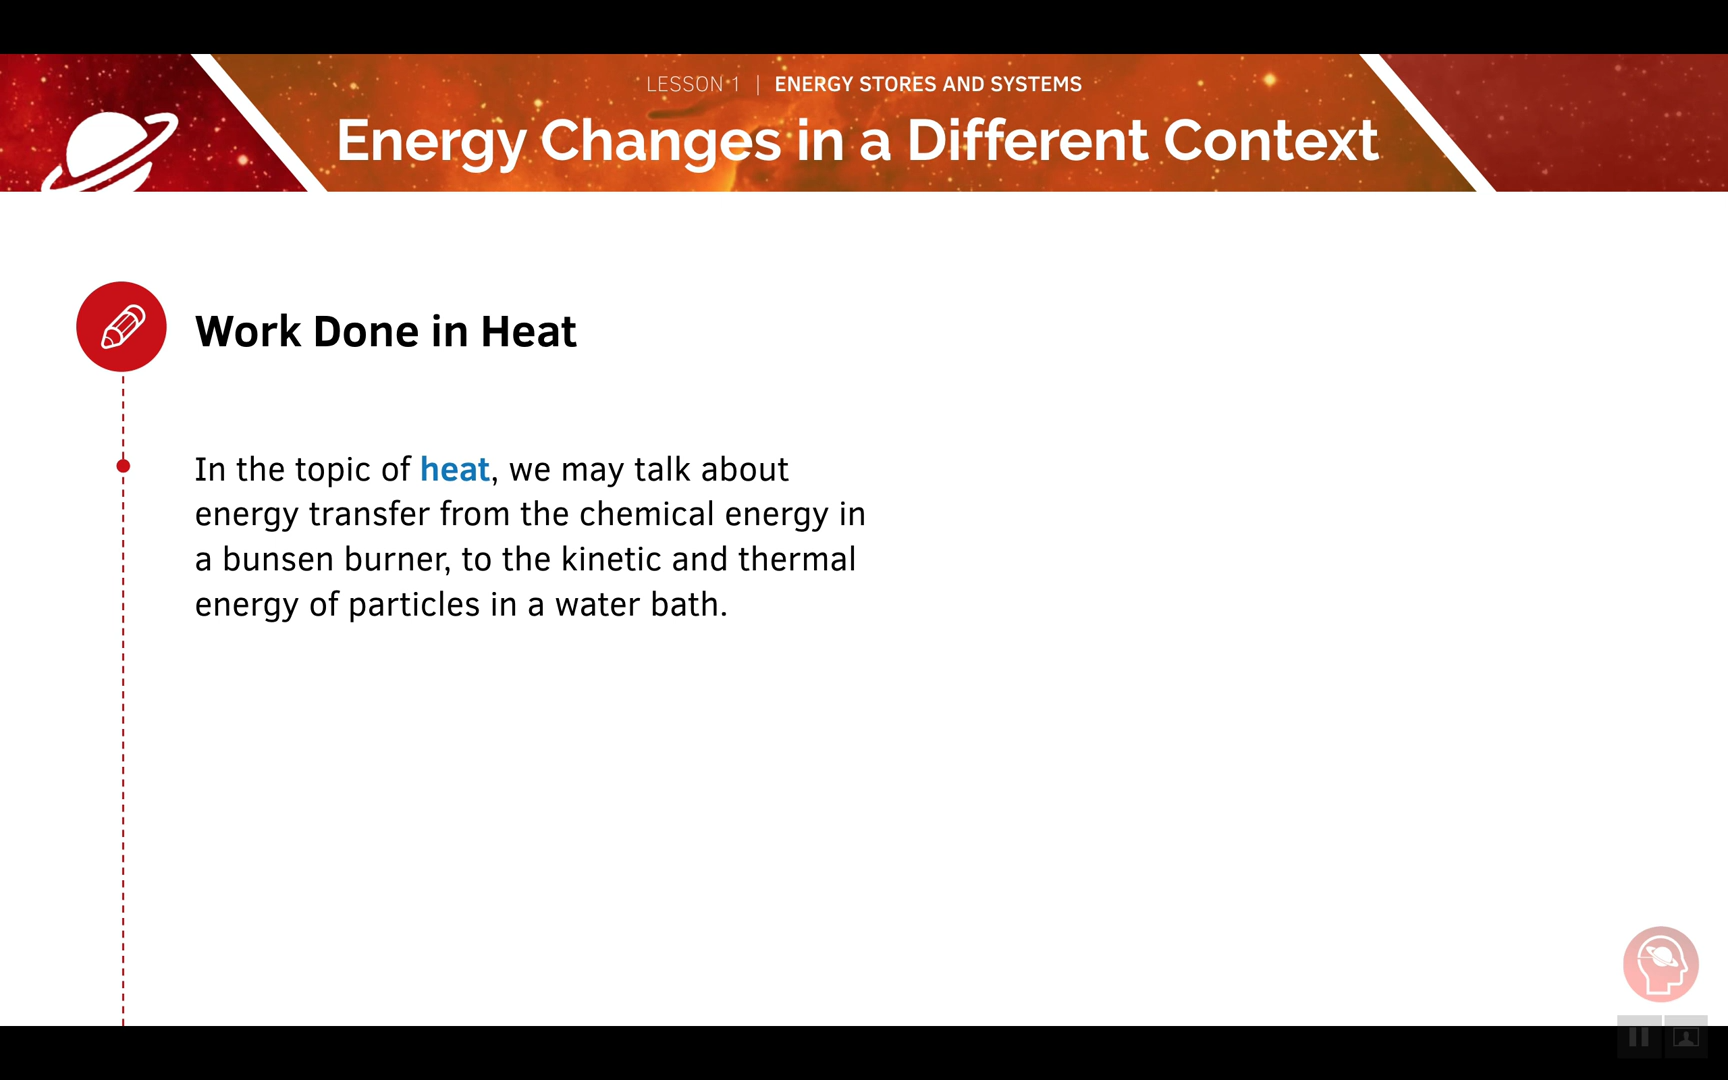 LESSON 1 | ENERGY STORES AND SYSTEMS
Energy Changes in a Different Context
Work Done in Heat
In the topic of heat, we may talk about
energy transfer from the chemical energy in
a bunsen burner, to the kinetic and thermal
energy of particles in a water bath.